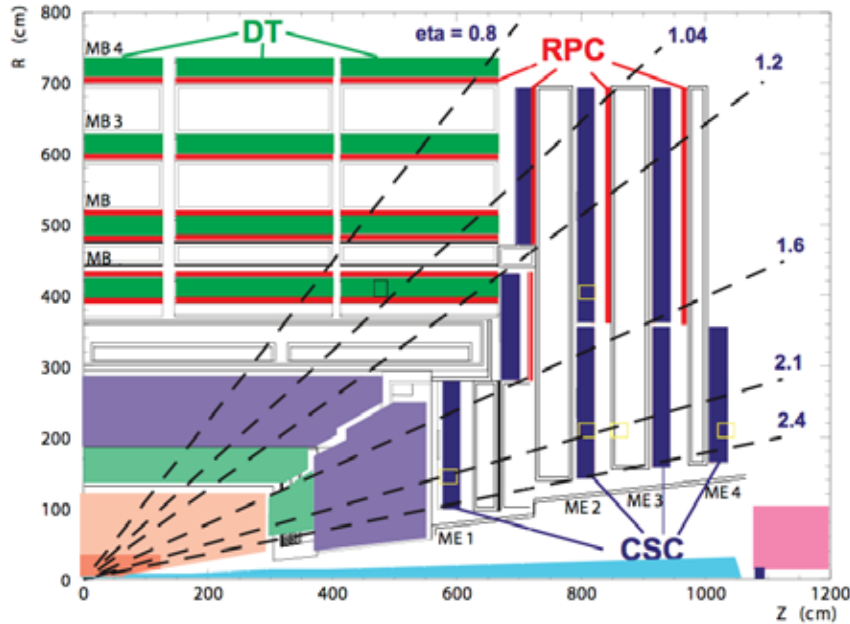 R (cm)
800
700
600
500
400
300
200
100
0
MB 4
MB 3
MB
MB
DT
eta = 0.8
RPC
1.04
1.2
1.6
2.1
2.4
ME 1
ME 2
ME 3
ME 4
CSC
0
200
400
600
800
1000
1200
Z (cm)